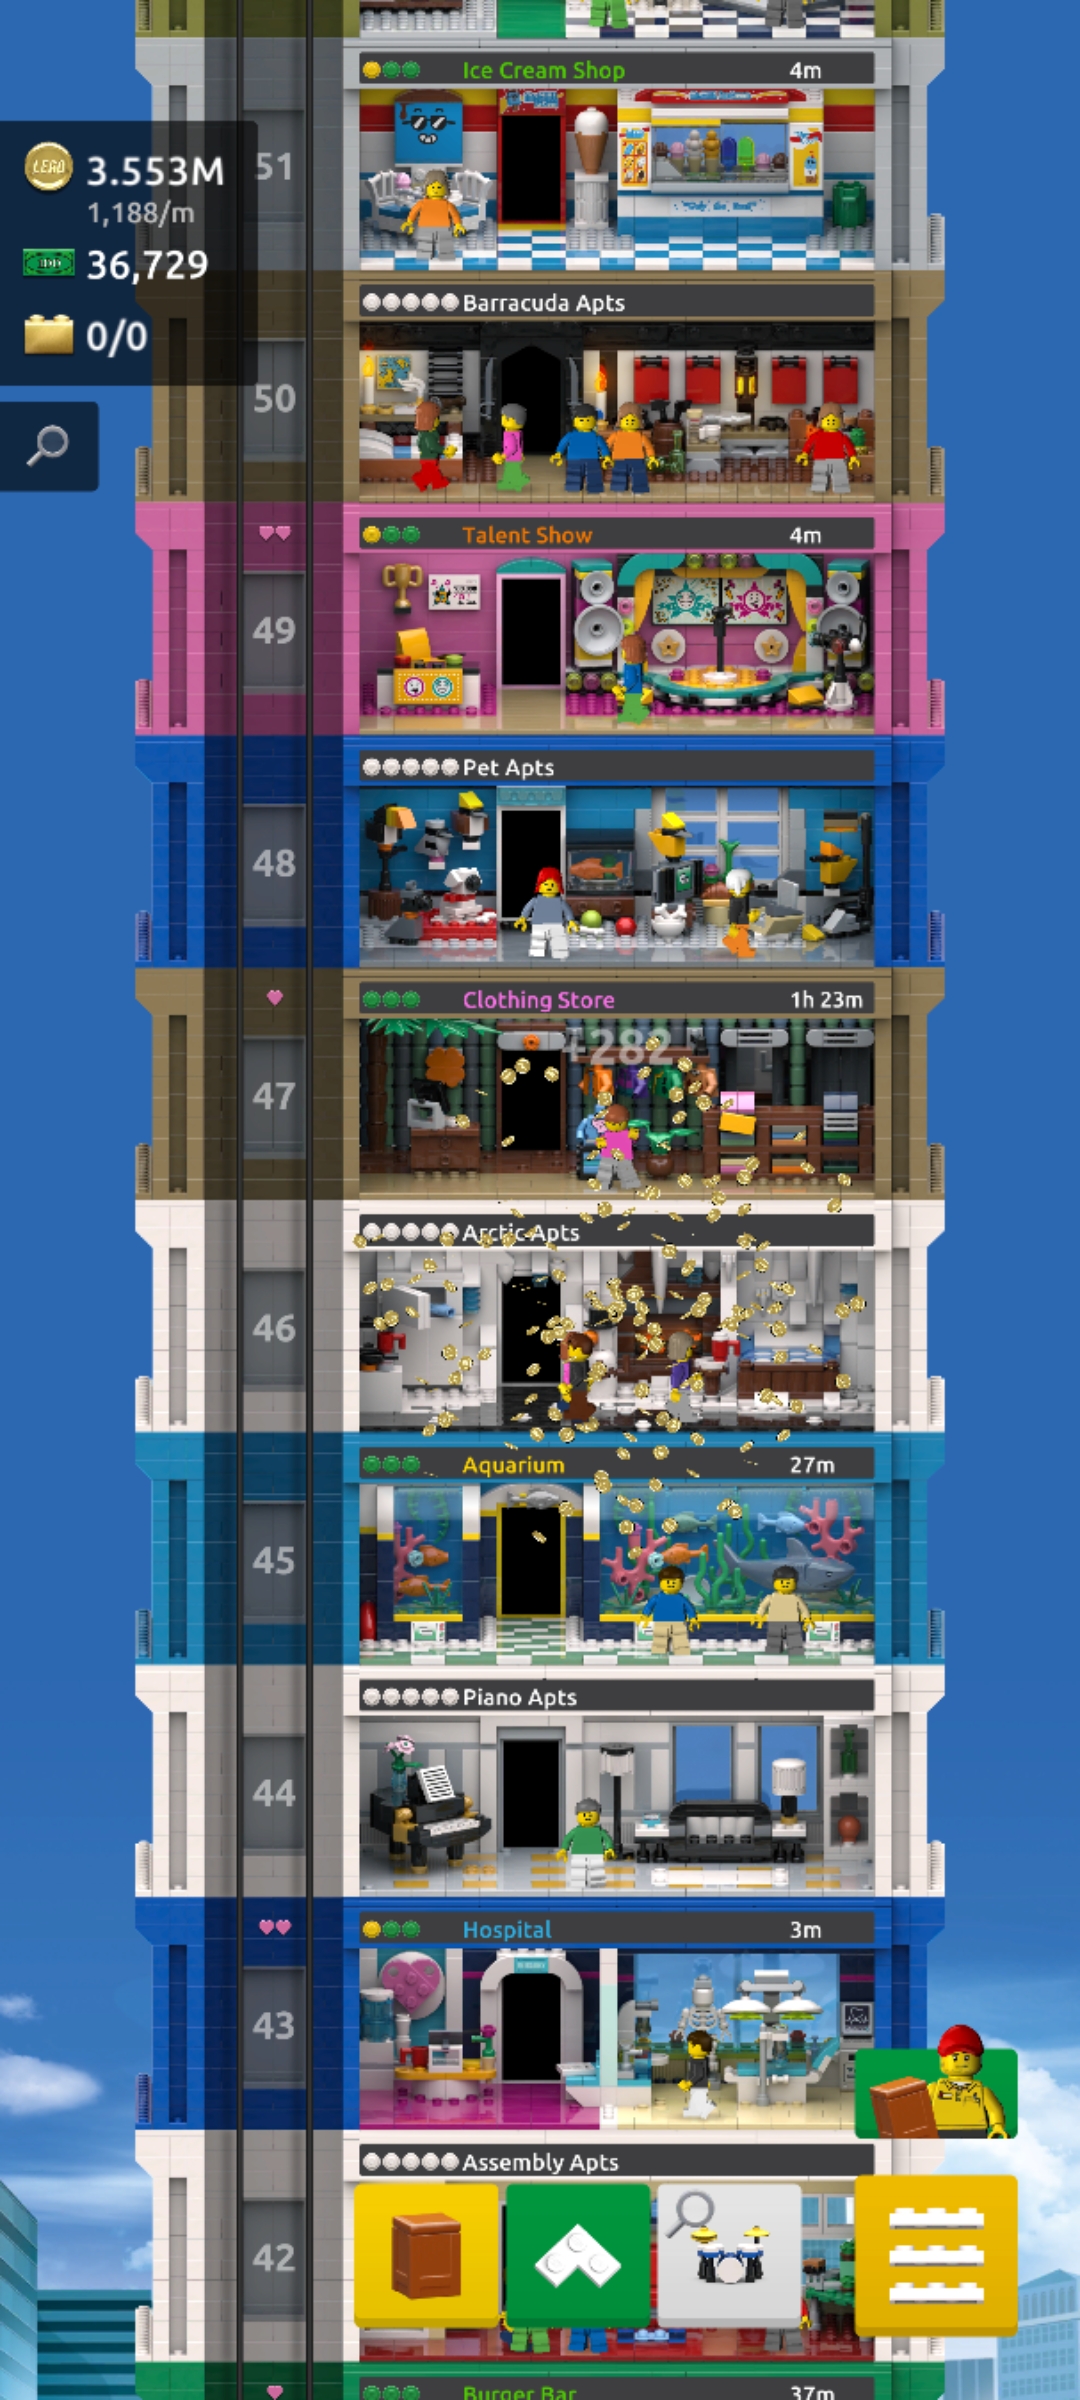 Ice Cream Shop 4m
51
LEGO 3.553M
1,188/m
36,729
0/0
Barracuda Apts
50
Talent Show 4m
49
Pet Apts
48
Clothing Store 1h 23m
+282
47
Arctic Apts
46
Aquarium 27m
45
Piano Apts
44
Hospital 3m
43
Assembly Apts
42
Burger Bar 37m